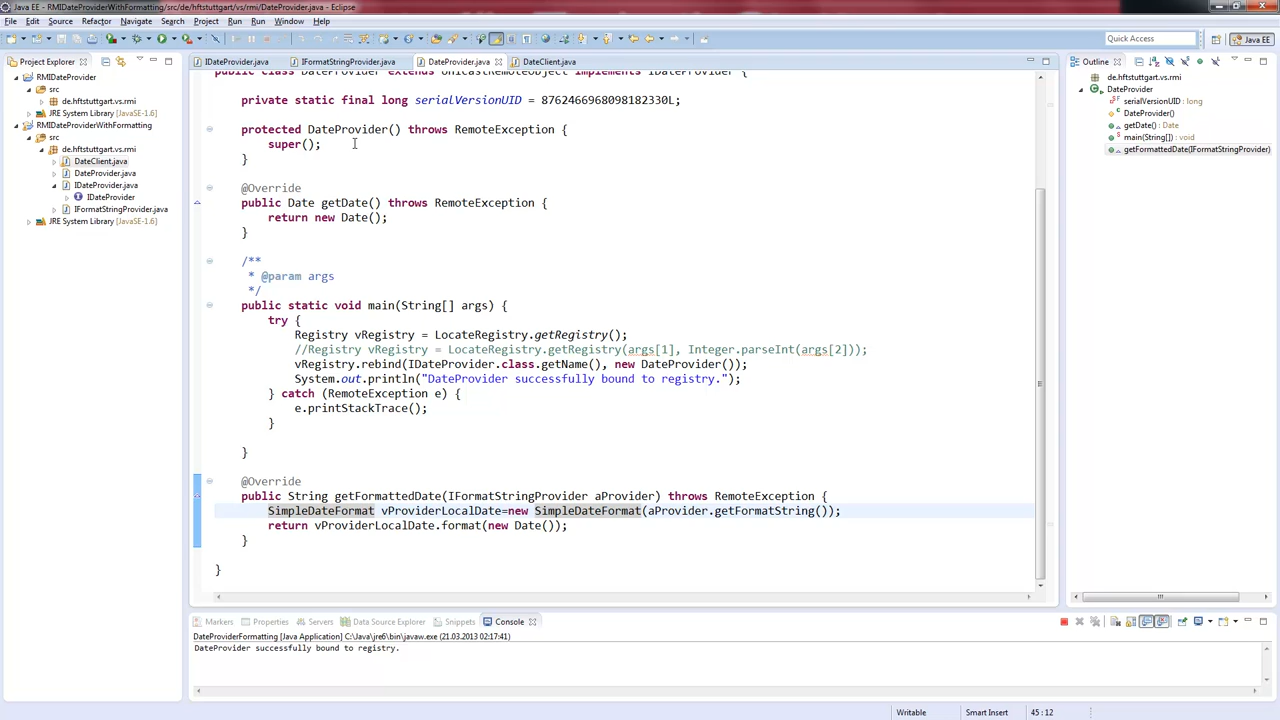 Java EE - RMIDateProviderWithFormatting/src/de/hftstuttgart/vs/rmi/DateProvider.java - Eclipse
File Edit Source Refactor Navigate Search Project Run Run Window Help
Quick Access Java EE
Project Explorer
RMIDateProvider
src
de.hftstuttgart.vs.rmi
JRE System Library [JavaSE-1.6]
RMIDateProviderWithFormatting
src
de.hftstuttgart.vs.rmi
DateClient.java
DateProvider.java
IDateProvider.java
IDateProvider
IFormatStringProvider.java
JRE System Library [JavaSE-1.6]
IDateProvider.java IFormatStringProvider.java DateProvider.java DateClient.java
public class DateProvider extends UnicastRemoteObject implements IDateProvider {
private static final long serialVersionUID = 8762466968098182330L;
protected DateProvider() throws RemoteException {
super();
}
@Override
public Date getDate() throws RemoteException {
return new Date();
}
/**
* @param args
*/
public static void main(String[] args) {
try {
Registry vRegistry = LocateRegistry.getRegistry();
//Registry vRegistry = LocateRegistry.getRegistry(args[1], Integer.parseInt(args[2]));
vRegistry.rebind(IDateProvider.class.getName(), new DateProvider());
System.out.println("DateProvider successfully bound to registry.");
} catch (RemoteException e) {
e.printStackTrace();
}
}
@Override
public String getFormattedDate(IFormatStringProvider aProvider) throws RemoteException {
SimpleDateFormat vProviderLocalDate=new SimpleDateFormat(aProvider.getFormatString());
return vProviderLocalDate.format(new Date());
}
}
Outline
de.hftstuttgart.vs.rmi
DateProvider
serialVersionUID : long
DateProvider()
getDate() : Date
main(String[]) : void
getFormattedDate(IFormatStringProvider)
Markers Properties Servers Data Source Explorer Snippets Console
DateProviderFormatting [Java Application] C:\Java\jre6\bin\javaw.exe (21.03.2013 02:17:41)
DateProvider successfully bound to registry.
Writable Smart Insert 45 : 12